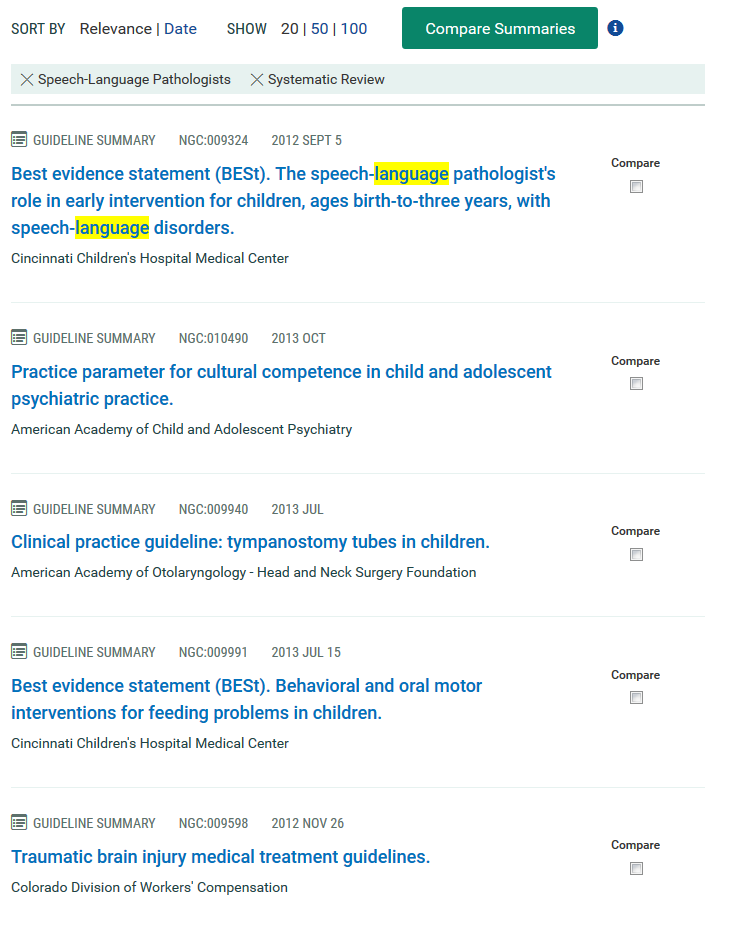 SORT BY Relevance | Date SHOW 20 | 50 | 100 Compare Summaries i
Speech-Language Pathologists Systematic Review
GUIDELINE SUMMARY NGC:009324 2012 SEPT 5
Compare
Best evidence statement (BESt). The speech-language pathologist's
role in early intervention for children, ages birth-to-three years, with
speech-language disorders.
Cincinnati Children's Hospital Medical Center
GUIDELINE SUMMARY NGC:010490 2013 OCT
Compare
Practice parameter for cultural competence in child and adolescent
psychiatric practice.
American Academy of Child and Adolescent Psychiatry
GUIDELINE SUMMARY NGC:009940 2013 JUL
Compare
Clinical practice guideline: tympanostomy tubes in children.
American Academy of Otolaryngology - Head and Neck Surgery Foundation
GUIDELINE SUMMARY NGC:009991 2013 JUL 15
Compare
Best evidence statement (BESt). Behavioral and oral motor
interventions for feeding problems in children.
Cincinnati Children's Hospital Medical Center
GUIDELINE SUMMARY NGC:009598 2012 NOV 26
Compare
Traumatic brain injury medical treatment guidelines.
Colorado Division of Workers' Compensation